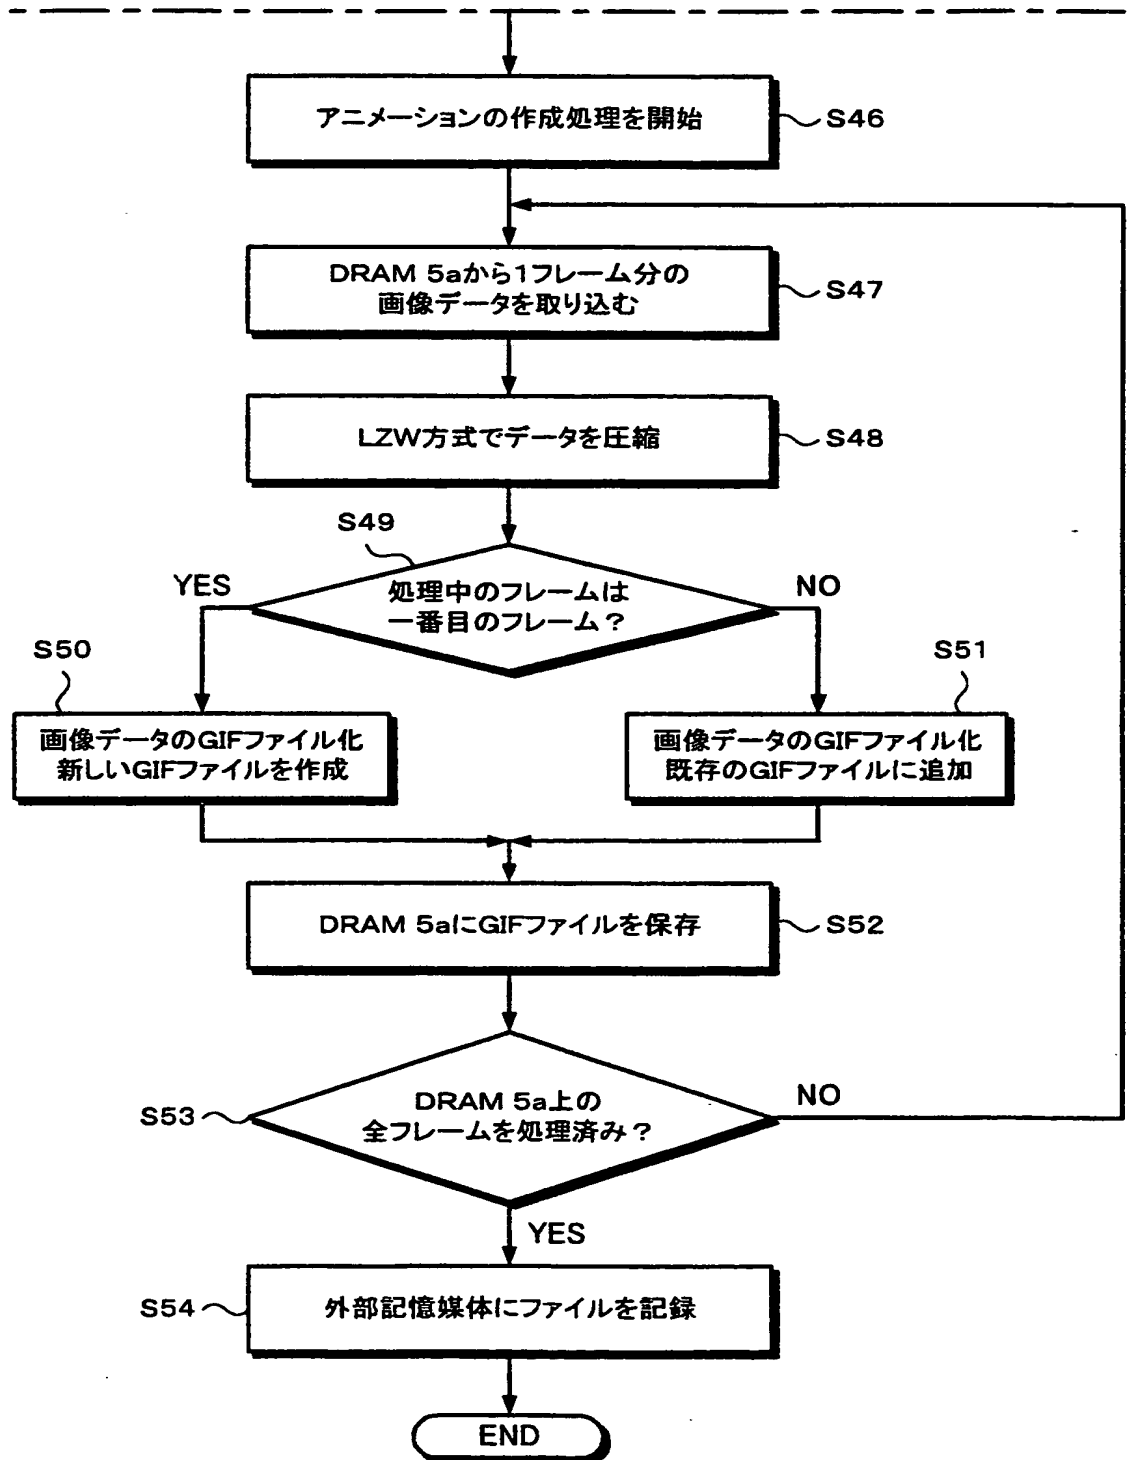 アニメーションの作成処理を開始
S46
DRAM 5aから1フレーム分の
画像データを取り込む
S47
LZW方式でデータを圧縮
S48
S49
YES
処理中のフレームは
一番目のフレーム?
NO
S50
S51
画像データのGIFファイル化
新しいGIFファイルを作成
画像データのGIFファイル化
既存のGIFファイルに追加
DRAM 5aにGIFファイルを保存
S52
S53
DRAM 5a上の
全フレームを処理済み?
NO
YES
S54
外部記憶媒体にファイルを記録
END